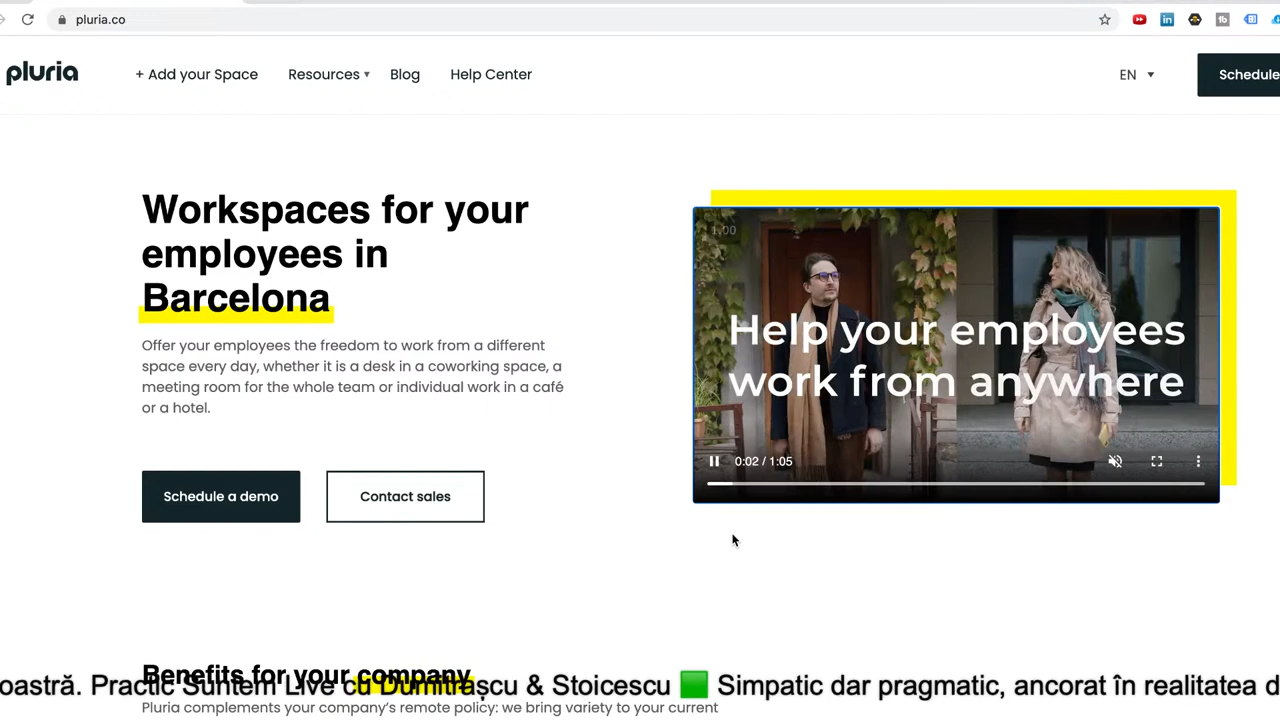 pluria.co
pluria
+ Add your Space
Resources ▾
Blog
Help Center
EN ▼
Schedule
Workspaces for your
employees in
Barcelona
Offer your employees the freedom to work from a different
space every day, whether it is a desk in a coworking space, a
meeting room for the whole team or individual work in a café
or a hotel.
Schedule a demo
Contact sales
1.00
Help your employees
work from anywhere
0:02 / 1:05
Benefits for your company
oastră. Practic Suntem Live cu Dumitrașcu & Stoicescu 🟩 Simpatic dar pragmatic, ancorat în realitatea d
Pluria complements your company's remote policy: we bring variety to your current